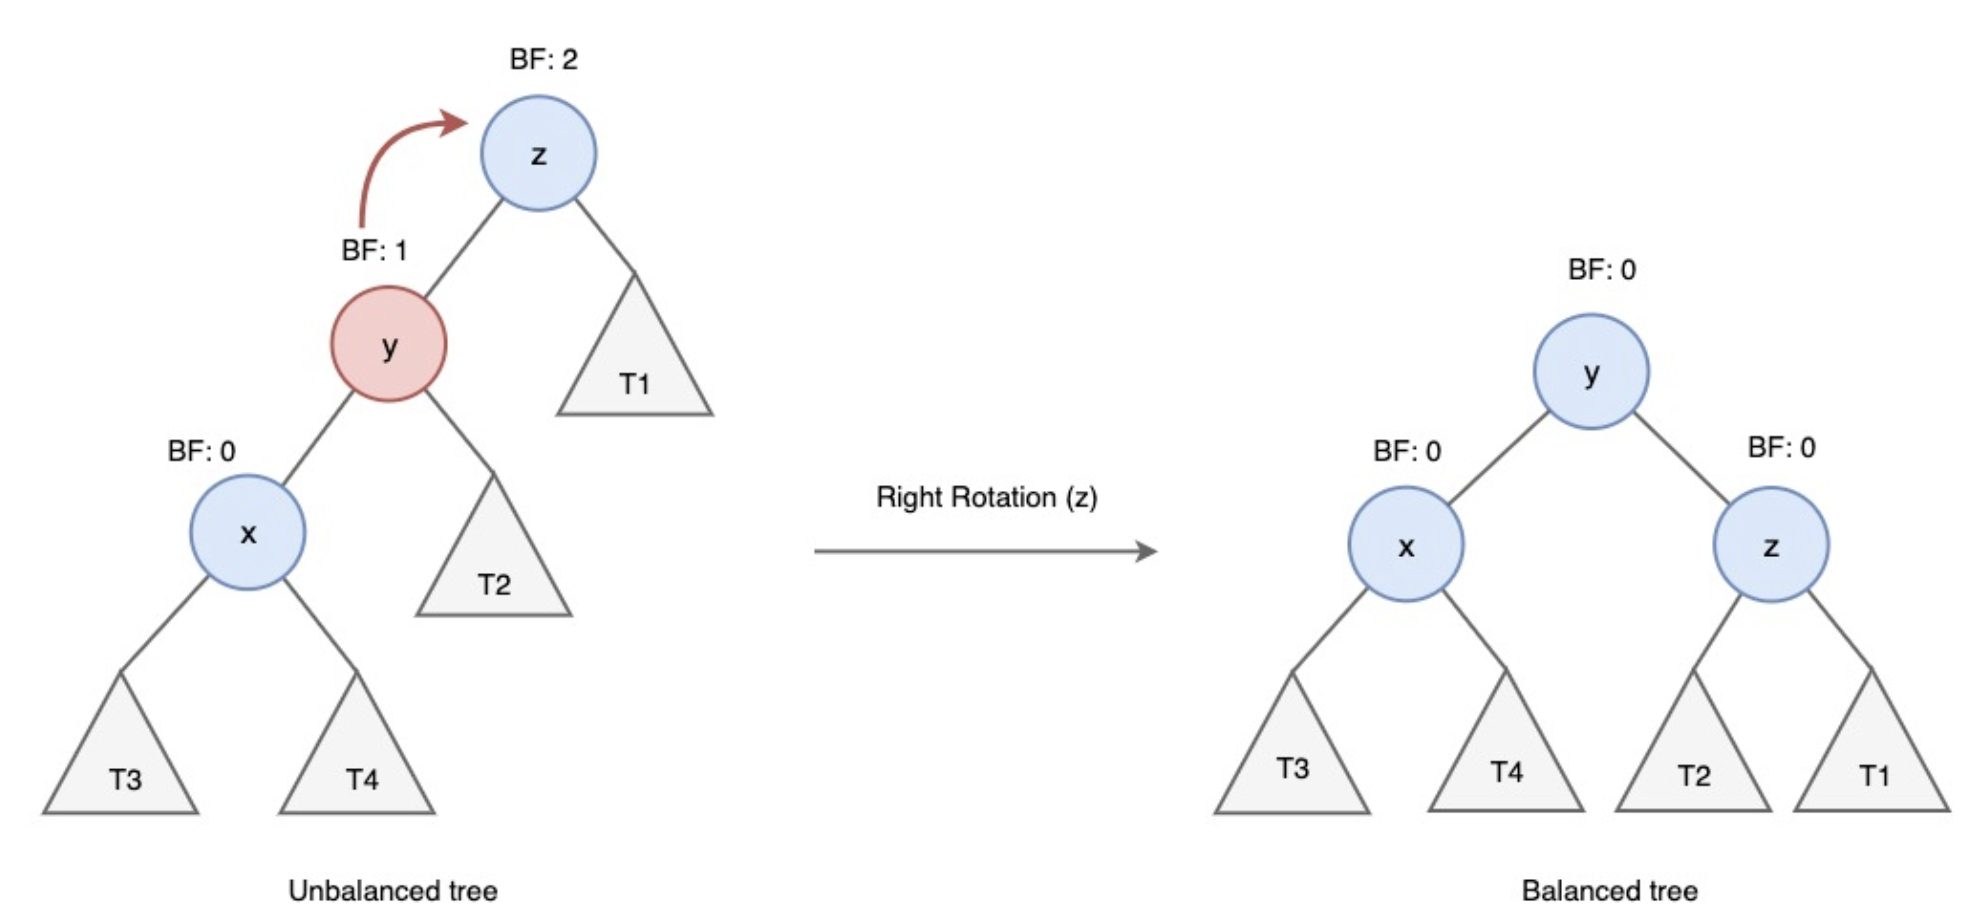 BF: 2
z
BF: 1
y
T1
BF: 0
x
T2
T3
T4
Unbalanced tree
Right Rotation (z)
BF: 0
y
BF: 0
BF: 0
x
z
T3
T4
T2
T1
Balanced tree